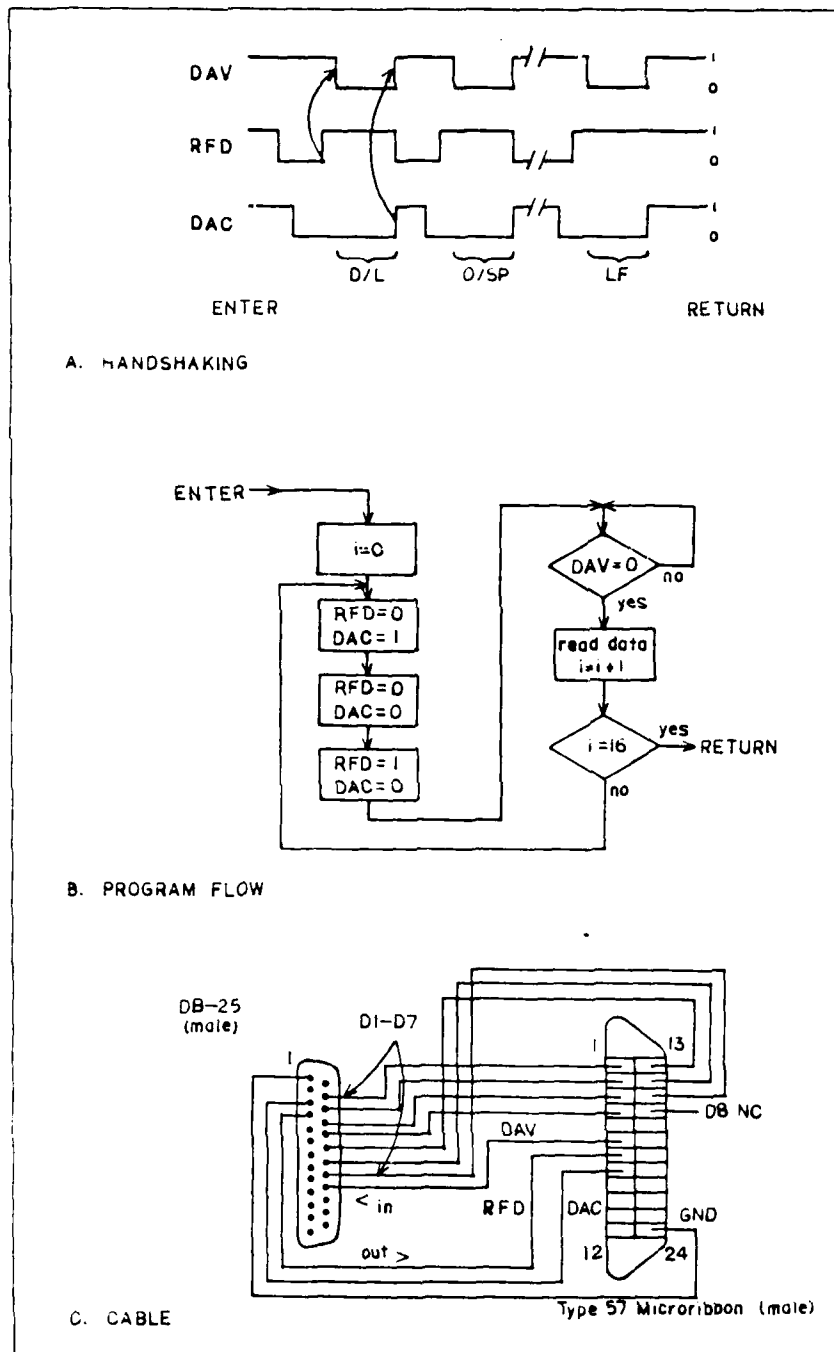 DAV 1
0
RFD 1
0
DAC 1
0
D/L O/SP LF
ENTER RETURN
A. HANDSHAKING
ENTER
i=0
RFD=0
DAC=1
RFD=0
DAC=0
RFD=1
DAC=0
DAV=0 no
yes
read data
i=i+1
i=16 yes RETURN
no
B. PROGRAM FLOW
DB-25
(male)
D1-D7
1
1 13
D8 NC
DAV
< in
RFD DAC GND
out >
12 24
Type 57 Microribbon (male)
C. CABLE